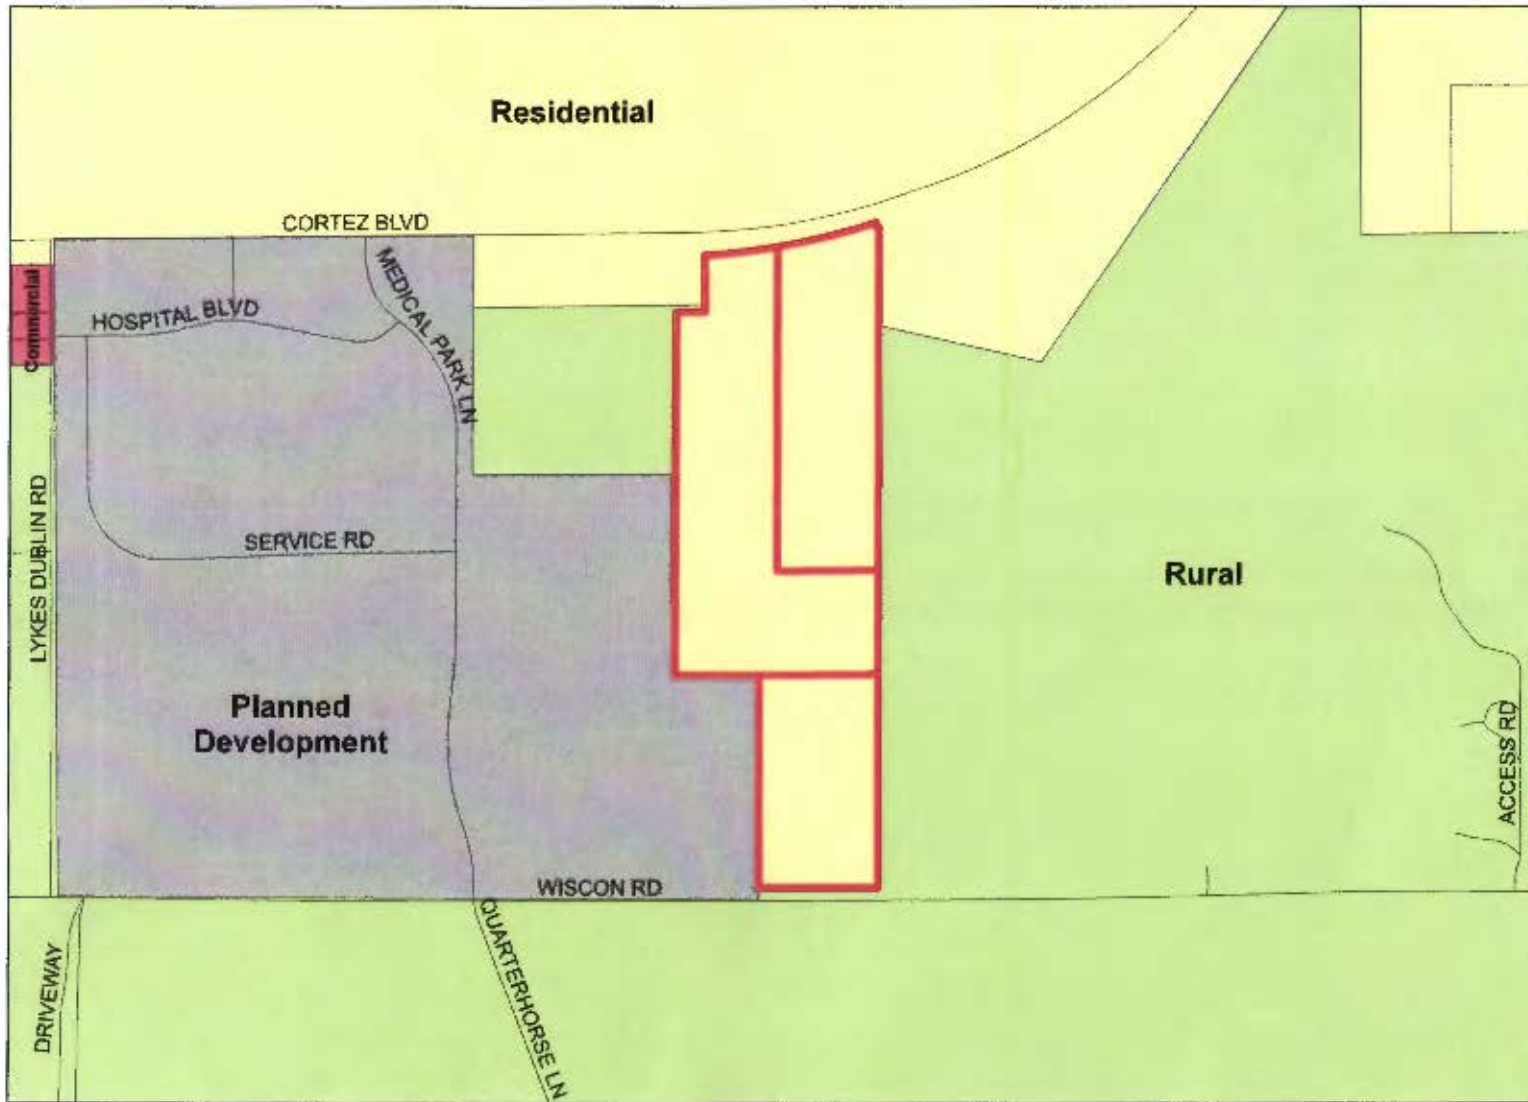 Residential
CORTEZ BLVD
Commercial
HOSPITAL BLVD
MEDICAL PARK LN
LYKES DUBLIN RD
SERVICE RD
Rural
Planned
Development
ACCESS RD
WISCON RD
DRIVEWAY
QUARTERHORSE LN